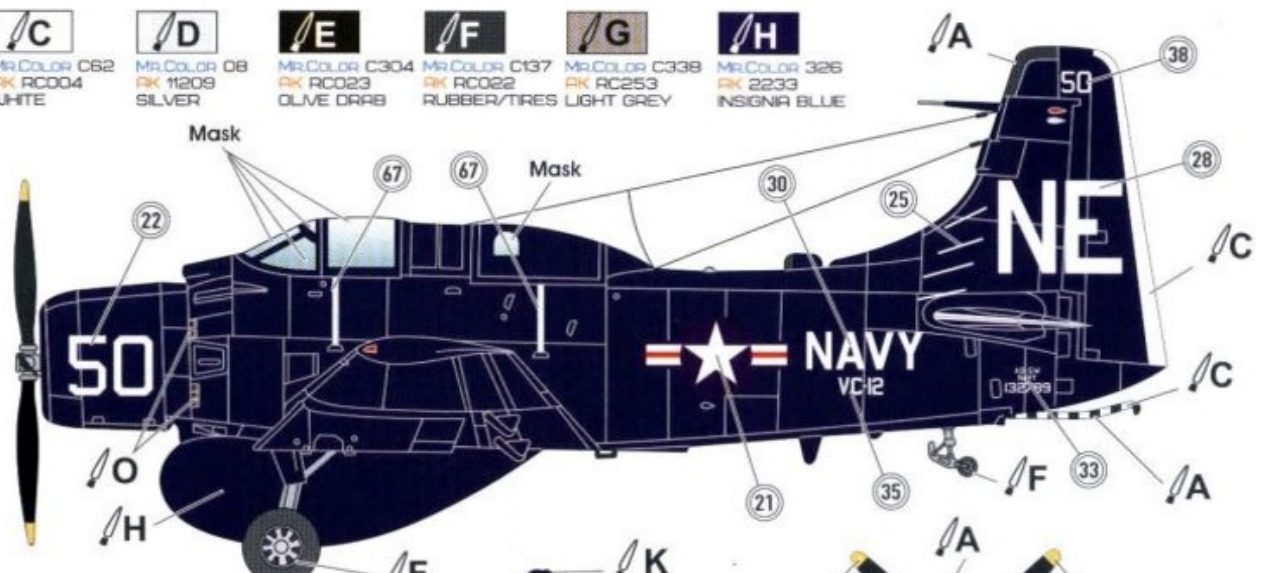 C D E F G H
MR.COLOR C62 MR.COLOR 08 MR.COLOR C304 MR.COLOR C137 MR.COLOR C338 MR.COLOR 326
AK RC004 AK 11209 AK RC023 AK RC022 AK RC253 AK 2233
WHITE SILVER OLIVE DRAB RUBBER/TIRES LIGHT GREY INSIGNIA BLUE
A
38
50
Mask
67
67
Mask
30
28
25
22
NE
C
50
NAVY
VC-12
132789
C
O
H
21
35
F
33
A
F
K
A